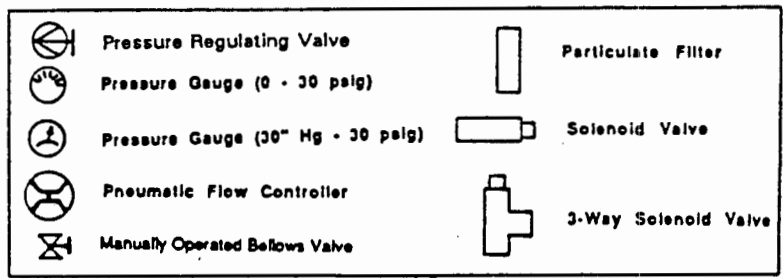 Pressure Regulating Valve
Pressure Gauge (0 - 30 psig)
Pressure Gauge (30" Hg - 30 psig)
Pneumatic Flow Controller
Manually Operated Bellows Valve
Particulate Filter
Solenoid Valve
3-Way Solenoid Valve